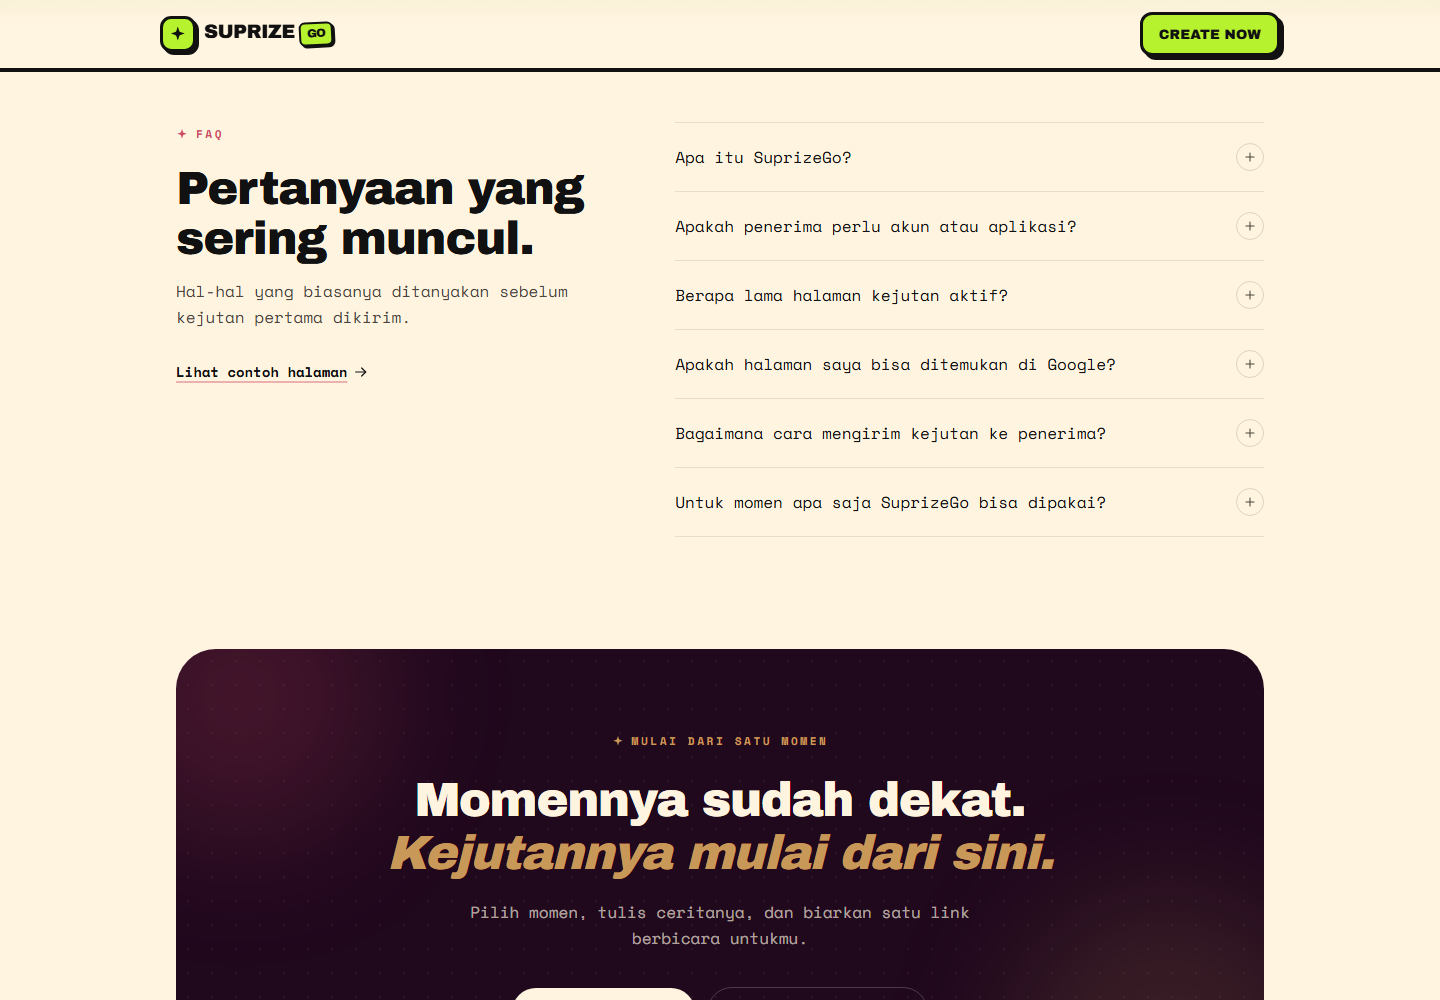 SUPRIZE GO
CREATE NOW
FAQ
Pertanyaan yang
sering muncul.
Hal-hal yang biasanya ditanyakan sebelum
kejutan pertama dikirim.
Lihat contoh halaman →
Apa itu SuprizeGo?
Apakah penerima perlu akun atau aplikasi?
Berapa lama halaman kejutan aktif?
Apakah halaman saya bisa ditemukan di Google?
Bagaimana cara mengirim kejutan ke penerima?
Untuk momen apa saja SuprizeGo bisa dipakai?
MULAI DARI SATU MOMEN
Momennya sudah dekat.
Kejutannya mulai dari sini.
Pilih momen, tulis ceritanya, dan biarkan satu link
berbicara untukmu.